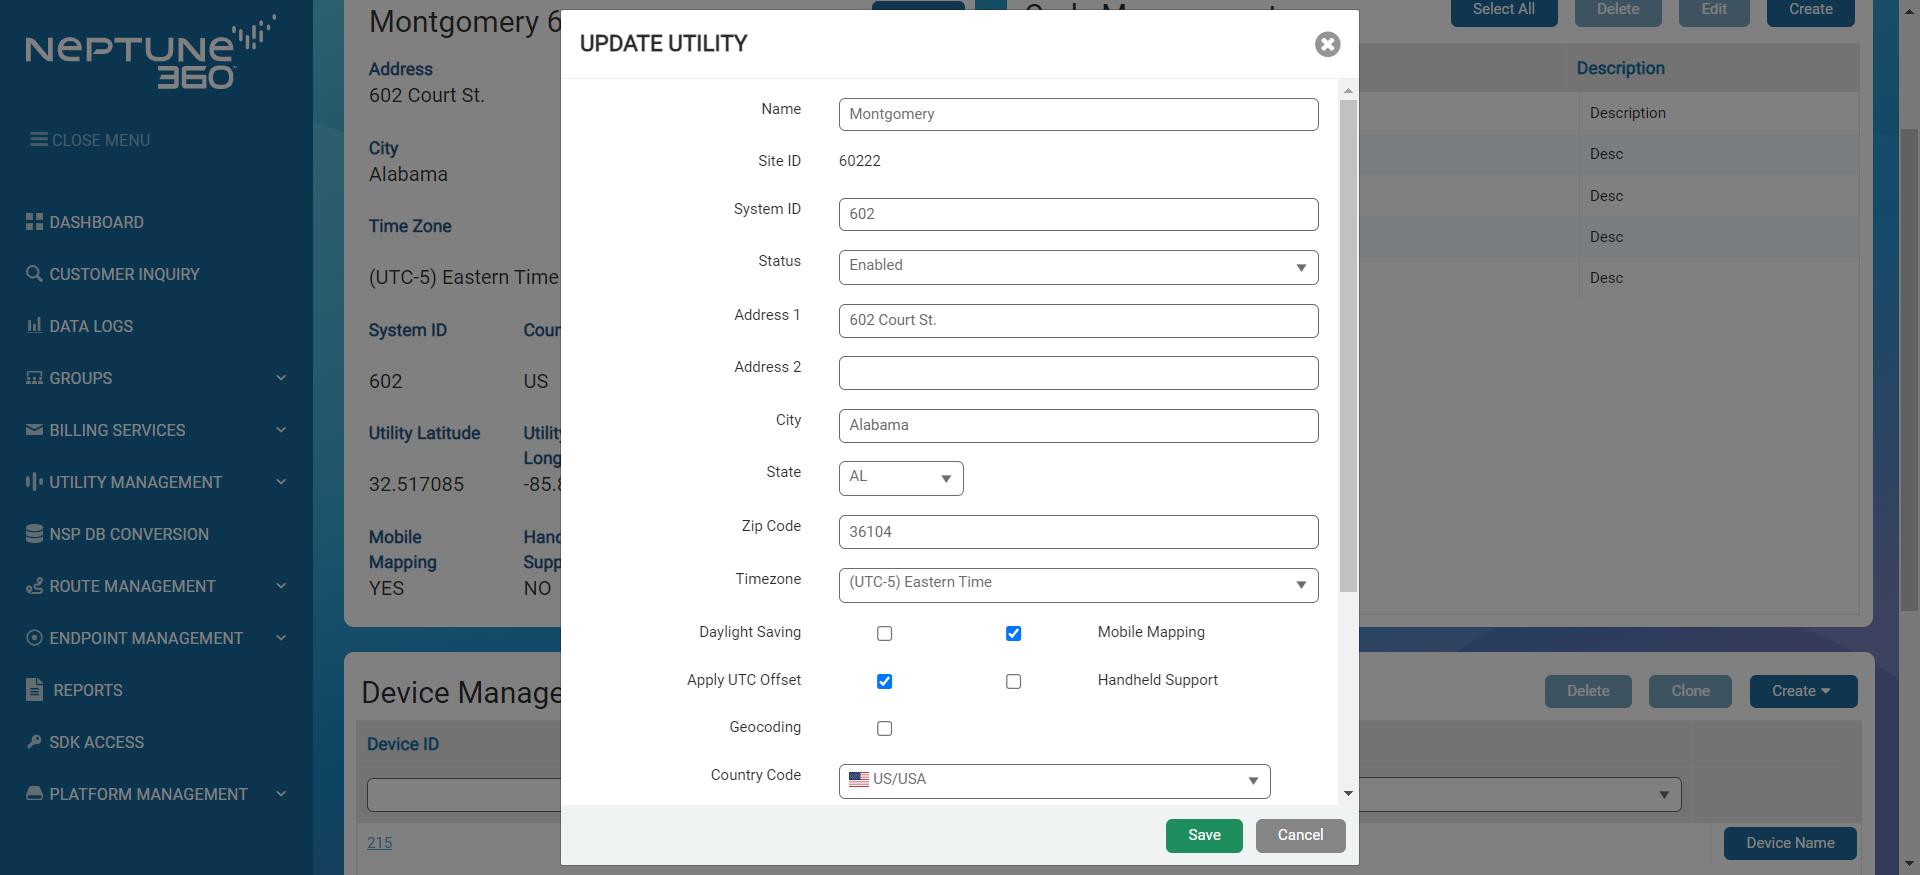 NEPTUNE
360
CLOSE MENU
DASHBOARD
CUSTOMER INQUIRY
DATA LOGS
GROUPS
BILLING SERVICES
UTILITY MANAGEMENT
NSP DB CONVERSION
ROUTE MANAGEMENT
ENDPOINT MANAGEMENT
REPORTS
SDK ACCESS
PLATFORM MANAGEMENT
Montgomery 6
Address
602 Court St.
City
Alabama
Time Zone
(UTC-5) Eastern Time
System ID Coun
602 US
Utility Latitude Utility
Long
32.517085 -85.8
Mobile Hand
Mapping Supp
YES NO
UPDATE UTILITY
Name Montgomery
Site ID 60222
System ID 602
Status Enabled
Address 1 602 Court St.
Address 2
City Alabama
State AL
Zip Code 36104
Timezone (UTC-5) Eastern Time
Daylight Saving Mobile Mapping
Apply UTC Offset Handheld Support
Geocoding
Country Code US/USA
Save Cancel
Select All Delete Edit Create
Description
Description
Desc
Desc
Desc
Desc
Device Manage
Delete Clone Create
Device ID
215
Device Name